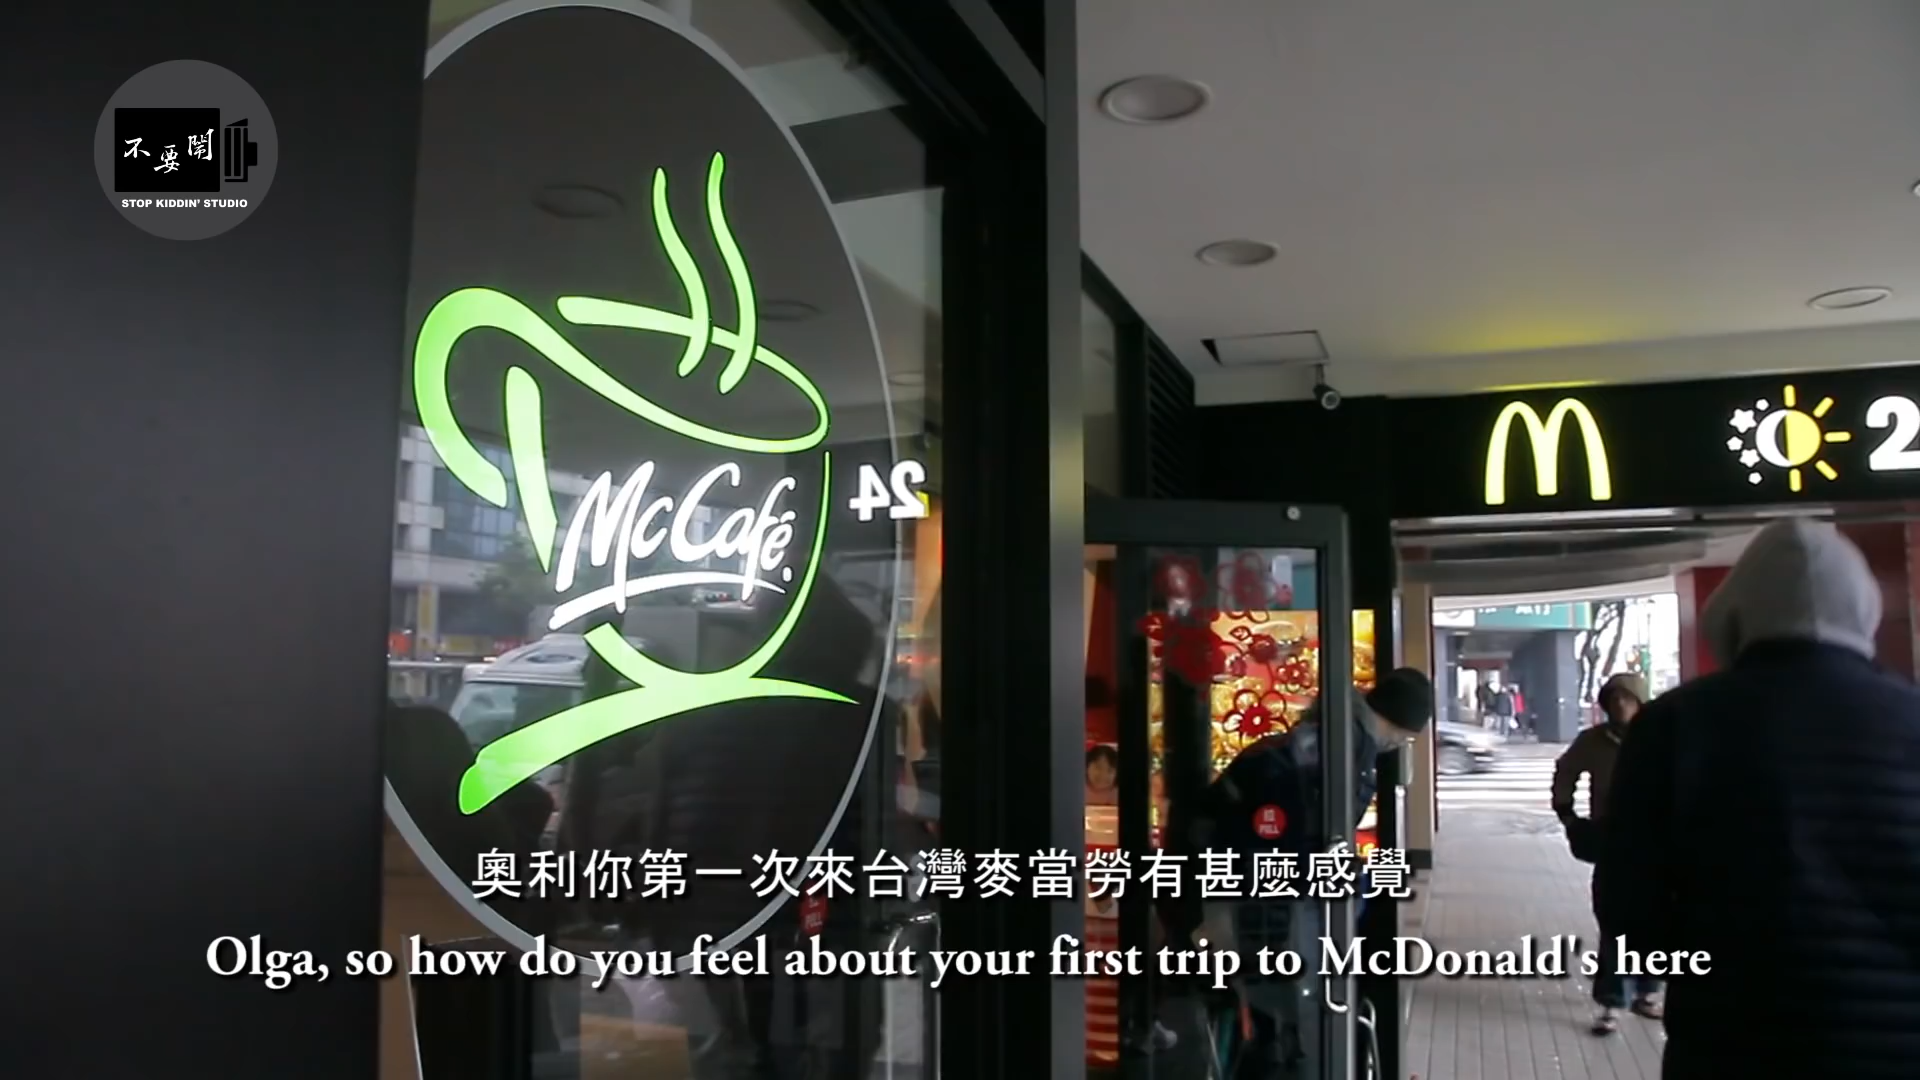 不要鬧
STOP KIDDIN' STUDIO
McCafé
24
M
2
PULL
奧利你第一次來台灣麥當勞有甚麼感覺
Olga, so how do you feel about your first trip to McDonald's here